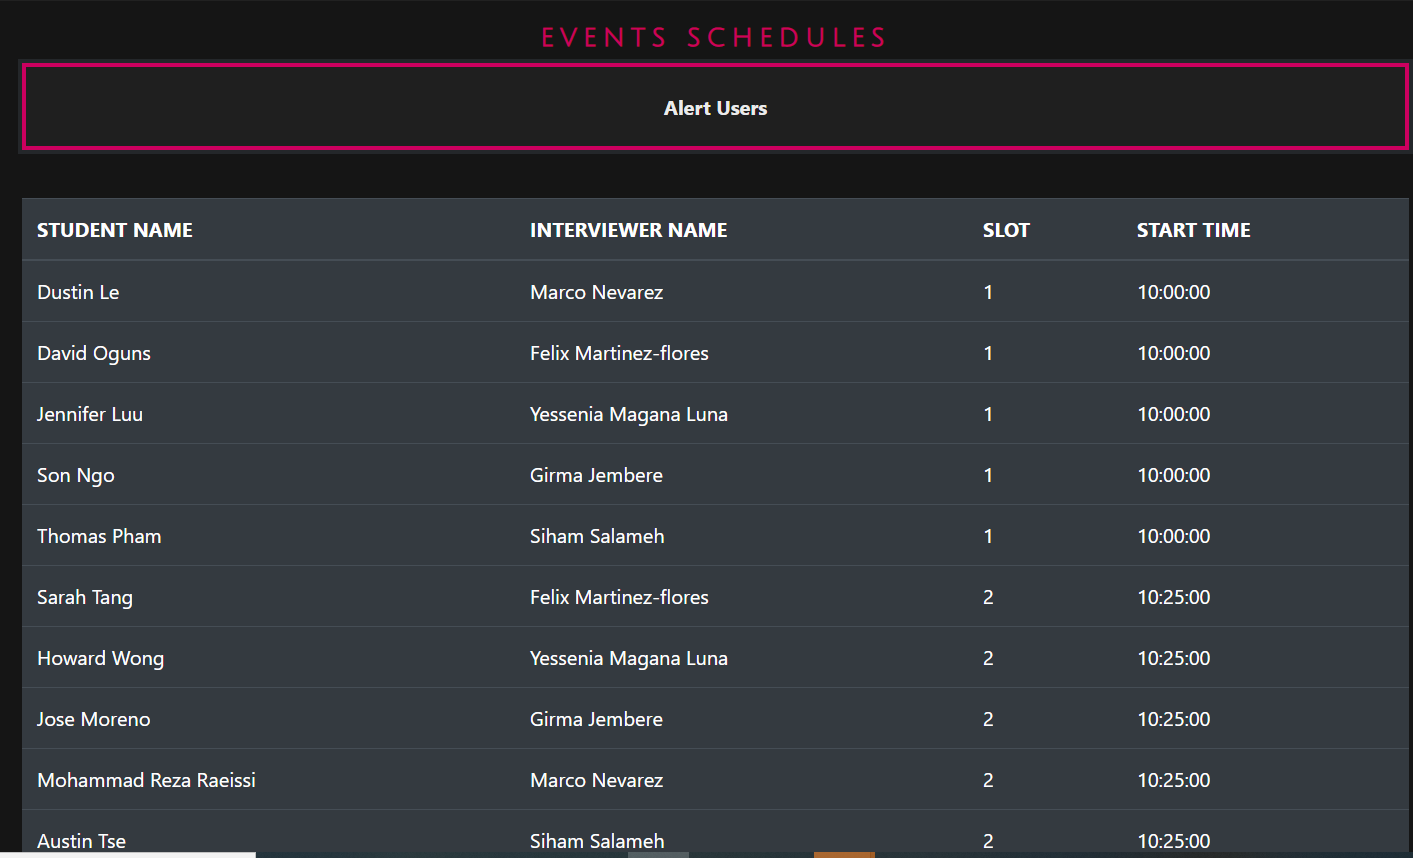 EVENTS SCHEDULES
Alert Users
STUDENT NAME INTERVIEWER NAME SLOT START TIME
Dustin Le Marco Nevarez 1 10:00:00
David Oguns Felix Martinez-flores 1 10:00:00
Jennifer Luu Yessenia Magana Luna 1 10:00:00
Son Ngo Girma Jembere 1 10:00:00
Thomas Pham Siham Salameh 1 10:00:00
Sarah Tang Felix Martinez-flores 2 10:25:00
Howard Wong Yessenia Magana Luna 2 10:25:00
Jose Moreno Girma Jembere 2 10:25:00
Mohammad Reza Raeissi Marco Nevarez 2 10:25:00
Austin Tse Siham Salameh 2 10:25:00